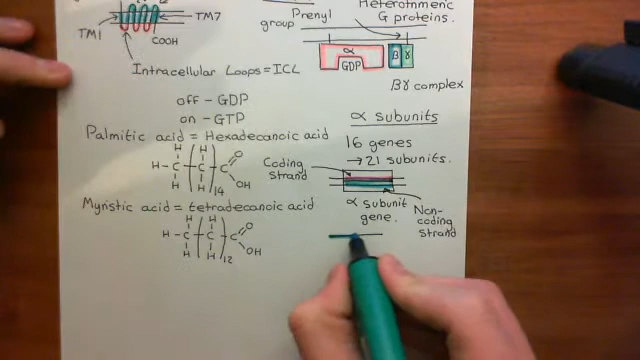 TM1
TM7
COOH
Intracellular Loops = ICL
Prenyl
group
Heterotrimeric
G proteins.
α
GDP
β γ
βγ complex
off - GDP
on - GTP
Palmitic acid = Hexadecanoic acid
H H O
H - C - C - C
H H OH
14
Myristic acid = tetradecanoic acid
H H O
H - C - C - C
H H OH
12
α subunits
16 genes
→ 21 subunits.
Coding
strand
α subunit
gene.
Non-
coding
strand